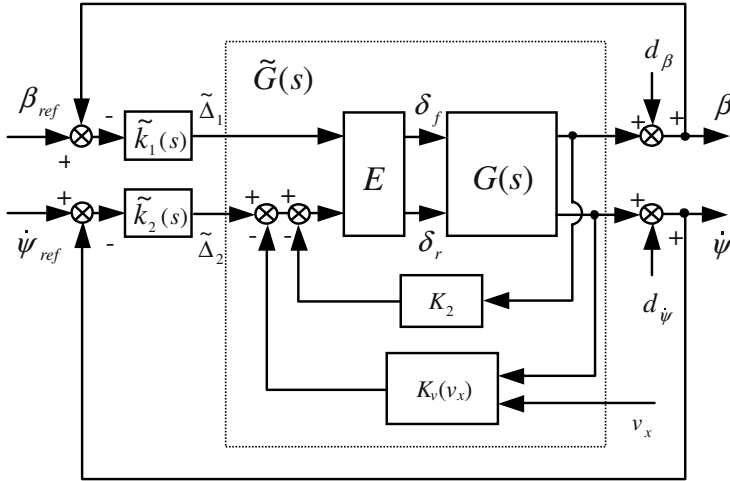 d_β
G̃(s)
β_ref
Δ̃_1
δ_f
β
+
-
k̃_1(s)
+
+
E
G(s)
+
-
k̃_2(s)
+
+
+
+
ψ̇_ref
Δ̃_2
-
-
δ_r
ψ̇
K_2
d_ψ̇
K_v(v_x)
v_x